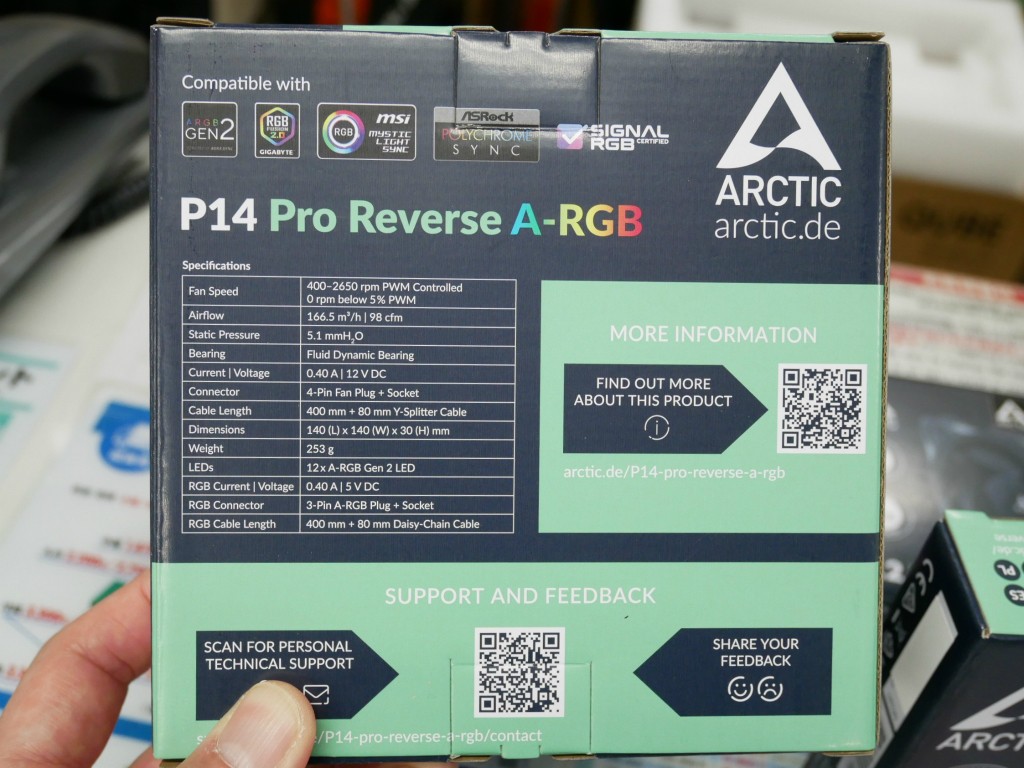 Compatible with
ARGB
GEN2
RGB
FUSION
2.0
GIGABYTE
RGB
msi
MYSTIC
LIGHT
SYNC
ASRock
POLYCHROME
SYNC
SIGNAL
RGB CERTIFIED
ARCTIC
arctic.de
P14 Pro Reverse A-RGB
Specifications
Fan Speed 400–2650 rpm PWM Controlled
0 rpm below 5% PWM
Airflow 166.5 m³/h | 98 cfm
Static Pressure 5.1 mmH₂O
Bearing Fluid Dynamic Bearing
Current | Voltage 0.40 A | 12 V DC
Connector 4-Pin Fan Plug + Socket
Cable Length 400 mm + 80 mm Y-Splitter Cable
Dimensions 140 (L) x 140 (W) x 30 (H) mm
Weight 253 g
LEDs 12x A-RGB Gen 2 LED
RGB Current | Voltage 0.40 A | 5 V DC
RGB Connector 3-Pin A-RGB Plug + Socket
RGB Cable Length 400 mm + 80 mm Daisy-Chain Cable
MORE INFORMATION
FIND OUT MORE
ABOUT THIS PRODUCT
arctic.de/P14-pro-reverse-a-rgb
SUPPORT AND FEEDBACK
SCAN FOR PERSONAL
TECHNICAL SUPPORT
SHARE YOUR
FEEDBACK
/P14-pro-reverse-a-rgb/contact
PL
ES
CE
ARCTIC